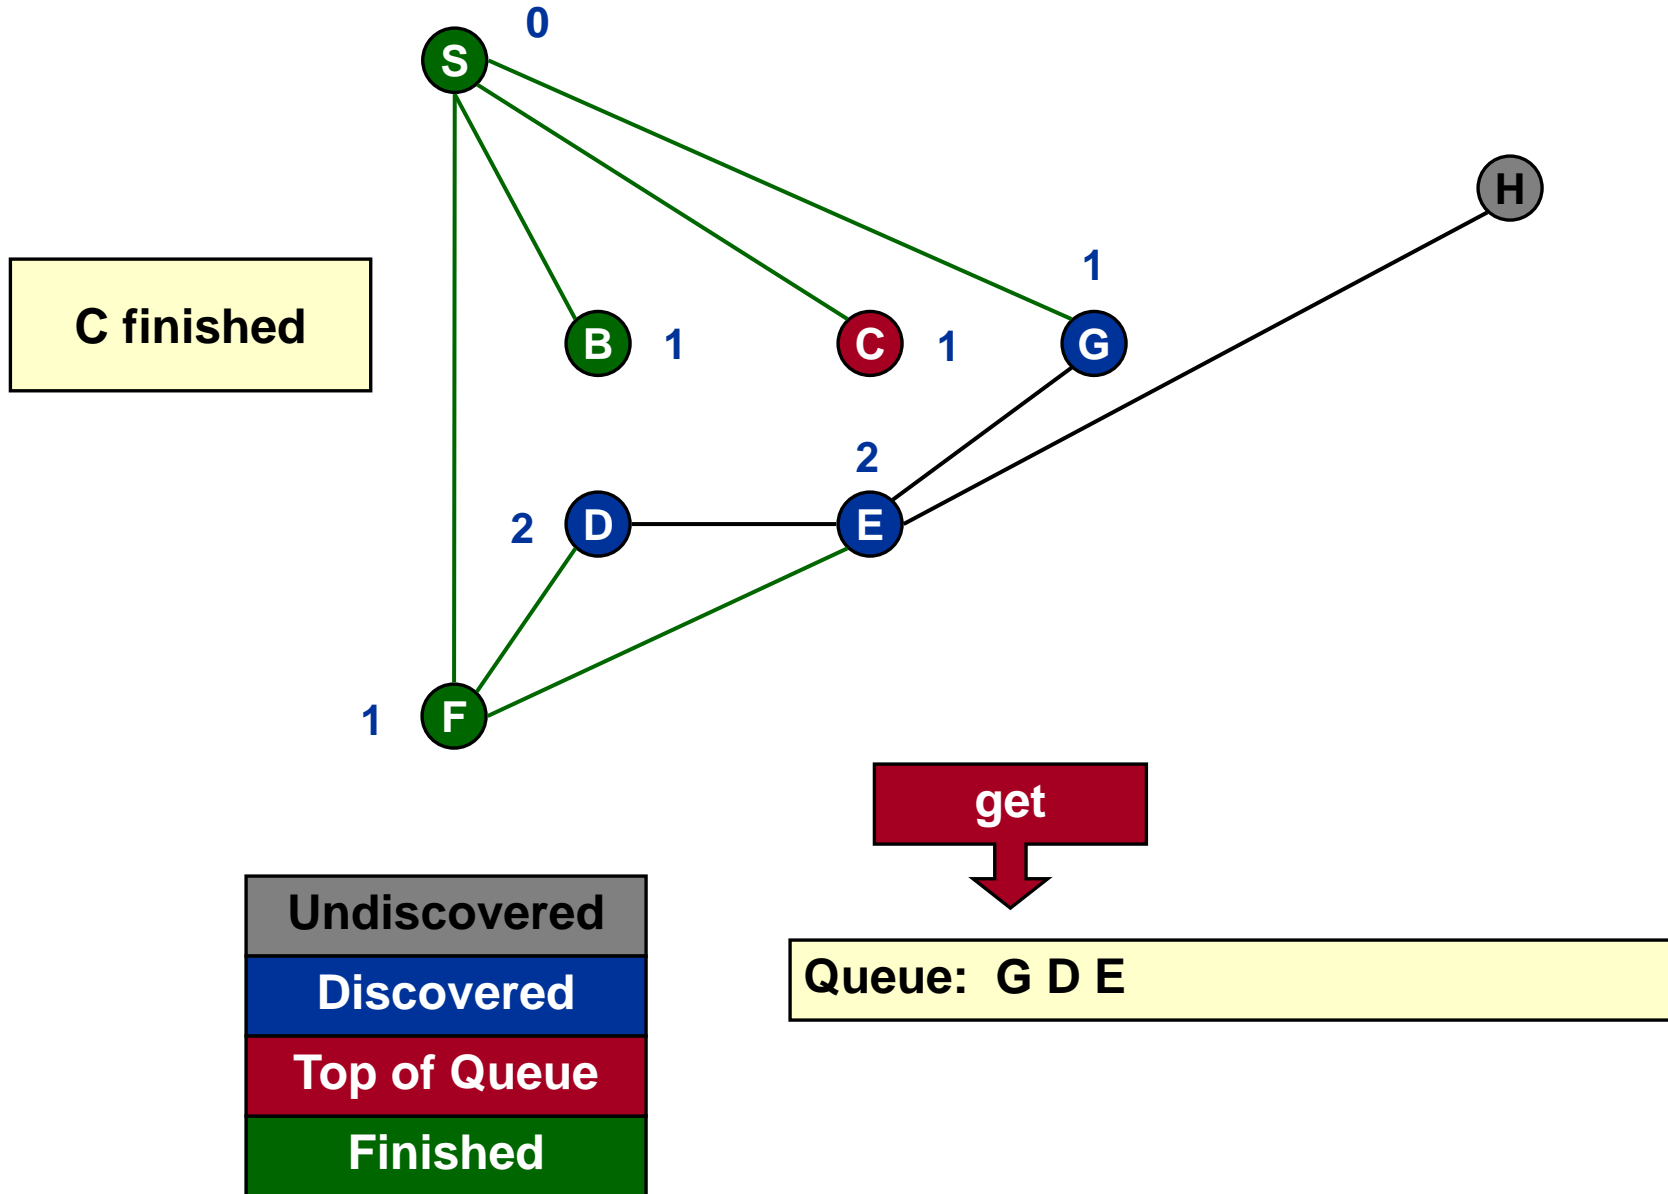 0
S
H
1
C finished
B
1
C
1
G
2
2
D
E
1
F
get
Undiscovered
Discovered
Top of Queue
Finished
Queue: G D E